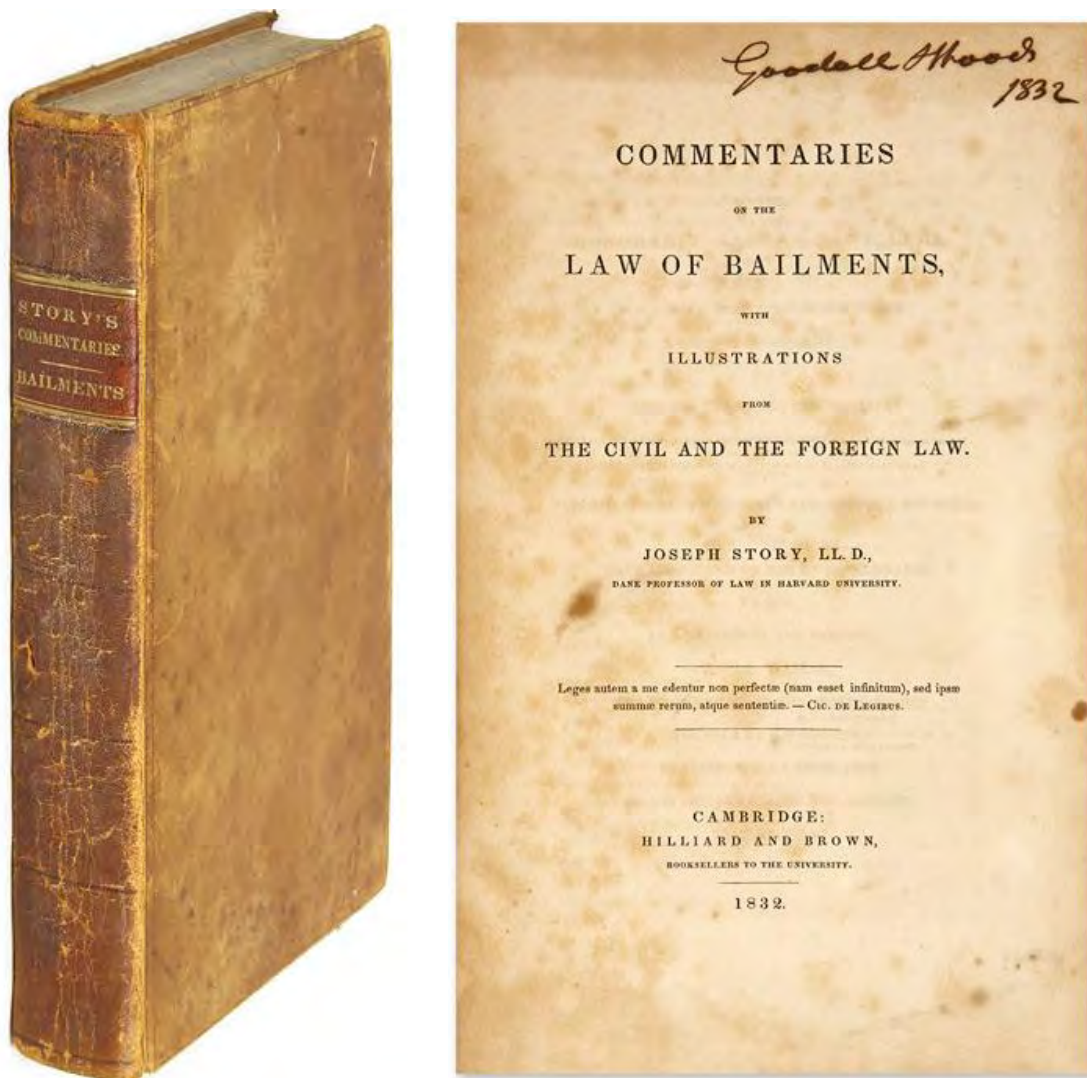 STORY'S
COMMENTARIES
BAILMENTS
Goodall
1832
COMMENTARIES
ON THE
LAW OF BAILMENTS,
WITH
ILLUSTRATIONS
FROM
THE CIVIL AND THE FOREIGN LAW.
BY
JOSEPH STORY, LL. D.,
DANE PROFESSOR OF LAW IN HARVARD UNIVERSITY.
Leges autem a me edentur non perfectæ (nam esset infinitum), sed ipsæ
summæ rerum, atque sententiæ. — CIC. DE LEGIBUS.
CAMBRIDGE:
HILLIARD AND BROWN,
BOOKSELLERS TO THE UNIVERSITY.
1832.